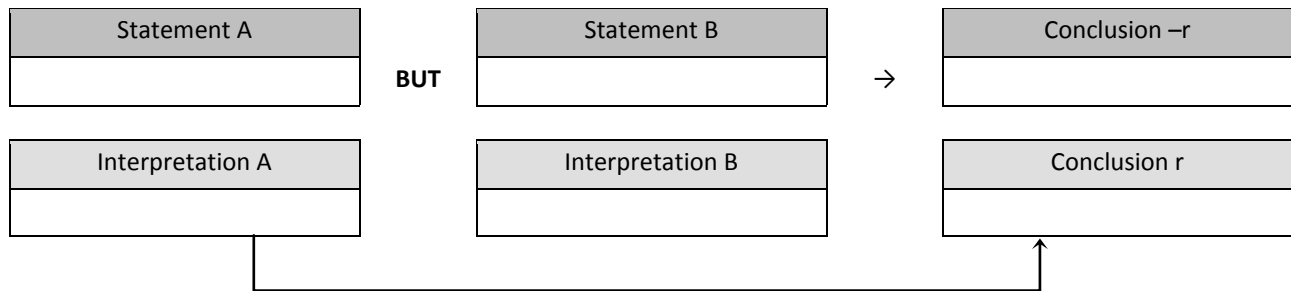 Statement A Statement B Conclusion –r
BUT →
Interpretation A Interpretation B Conclusion r